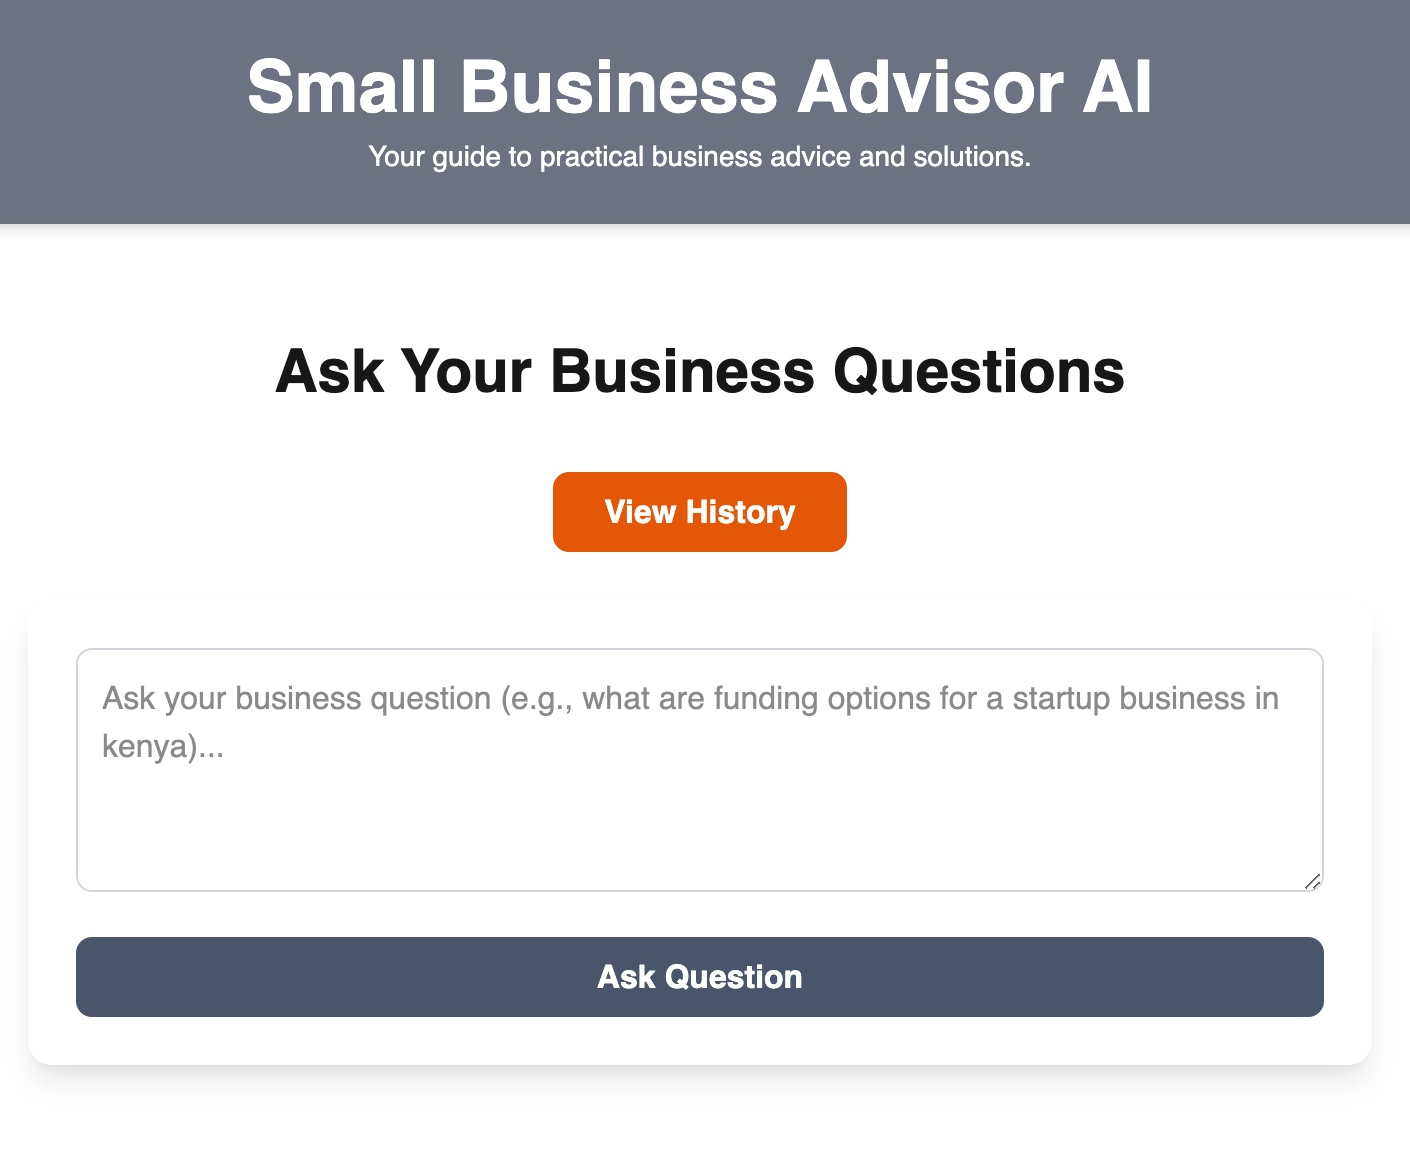 Small Business Advisor AI
Your guide to practical business advice and solutions.
Ask Your Business Questions
View History
Ask your business question (e.g., what are funding options for a startup business in
kenya)...
Ask Question